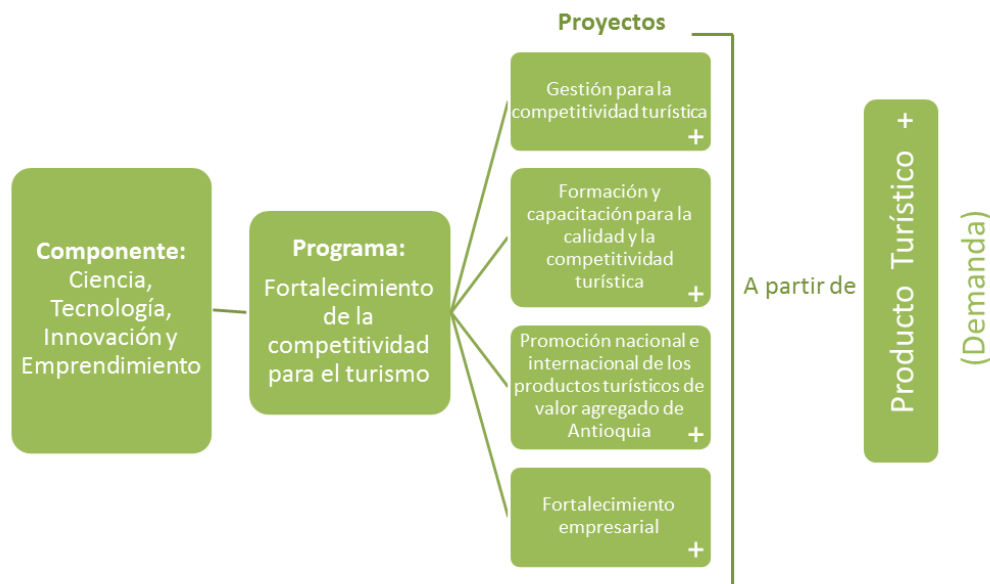 Proyectos
Componente:
Ciencia,
Tecnología,
Innovación y
Emprendimiento
Programa:
Fortalecimiento
de la
competitividad
para el turismo
Gestión para la
competitividad turística
+
Formación y
capacitación para la
calidad y la
competitividad
turística
+
Promoción nacional e
internacional de los
productos turísticos de
valor agregado de
Antioquia
+
Fortalecimiento
empresarial
+
A partir de
Producto Turístico +
(Demanda)